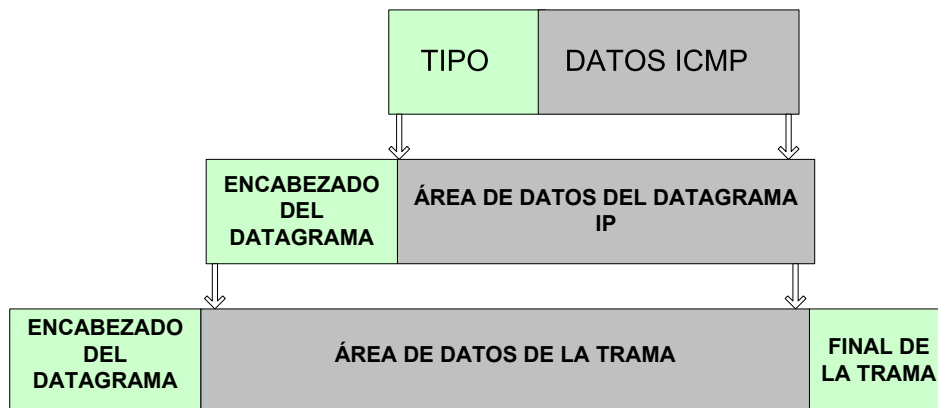 TIPO
DATOS ICMP
ENCABEZADO
DEL
DATAGRAMA
ÁREA DE DATOS DEL DATAGRAMA
IP
ENCABEZADO
DEL
DATAGRAMA
ÁREA DE DATOS DE LA TRAMA
FINAL DE
LA TRAMA